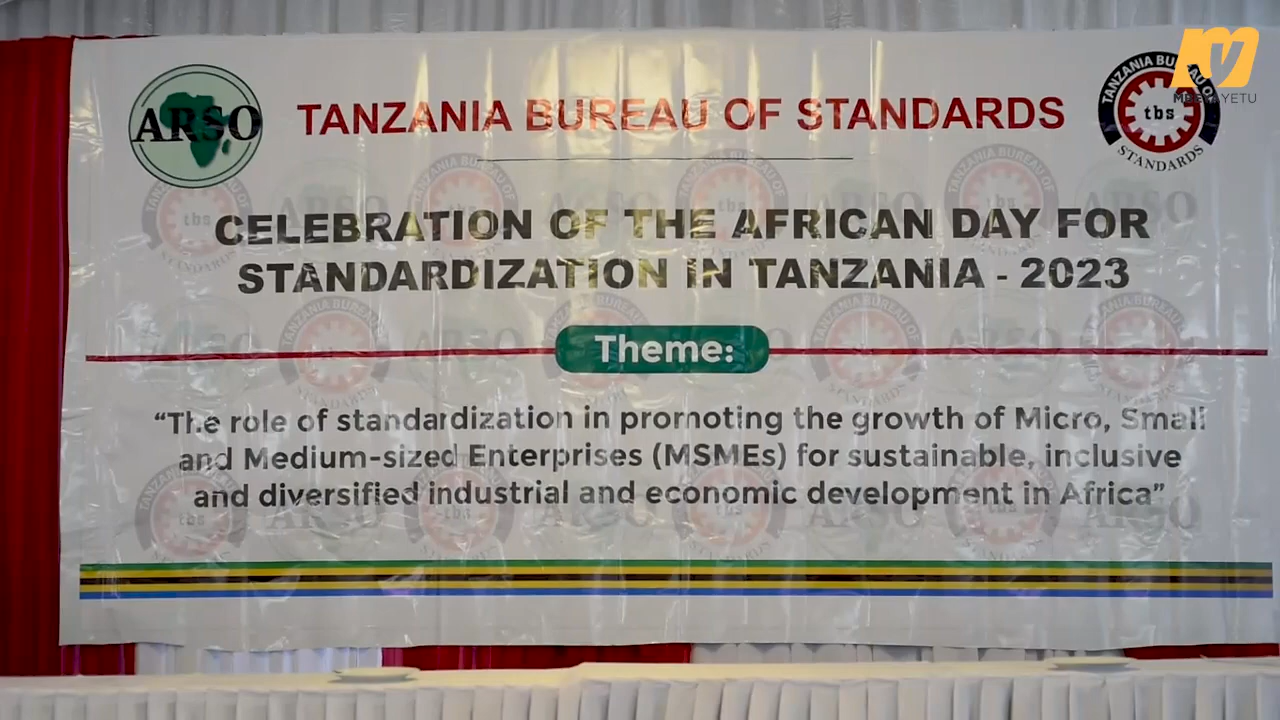 ARSO
TANZANIA BUREAU OF STANDARDS
TANZANIA BUREAU OF
tbs
STANDARDS
CELEBRATION OF THE AFRICAN DAY FOR
STANDARDIZATION IN TANZANIA - 2023
Theme:
“The role of standardization in promoting the growth of Micro, Small
and Medium-sized Enterprises (MSMEs) for sustainable, inclusive
and diversified industrial and economic development in Africa”